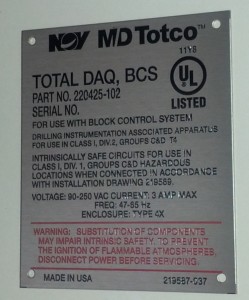 NOV MD Totco™
1118
TOTAL DAQ, BCS
PART NO. 220425-102
SERIAL NO.
UL
LISTED
FOR USE WITH BLOCK CONTROL SYSTEM
DRILLING INSTRUMENTATION ASSOCIATED APPARATUS
FOR USE IN CLASS I, DIV.2, GROUPS C&D T4
INTRINSICALLY SAFE CIRCUITS FOR USE IN
CLASS I, DIV. 1, GROUPS C&D HAZARDOUS
LOCATIONS WHEN CONNECTED IN ACCORDANCE
WITH INSTALLATION DRAWING 219589.
VOLTAGE: 90-250 VAC CURRENT: 3 AMP MAX
FREQ: 47-65 Hz
ENCLOSURE: TYPE 4X
WARNING: SUBSTITUTION OF COMPONENTS
MAY IMPAIR INTRINSIC SAFETY. TO PREVENT
THE IGNITION OF FLAMMABLE ATMOSPHERES,
DISCONNECT POWER BEFORE SERVICING.
MADE IN USA
219587-037